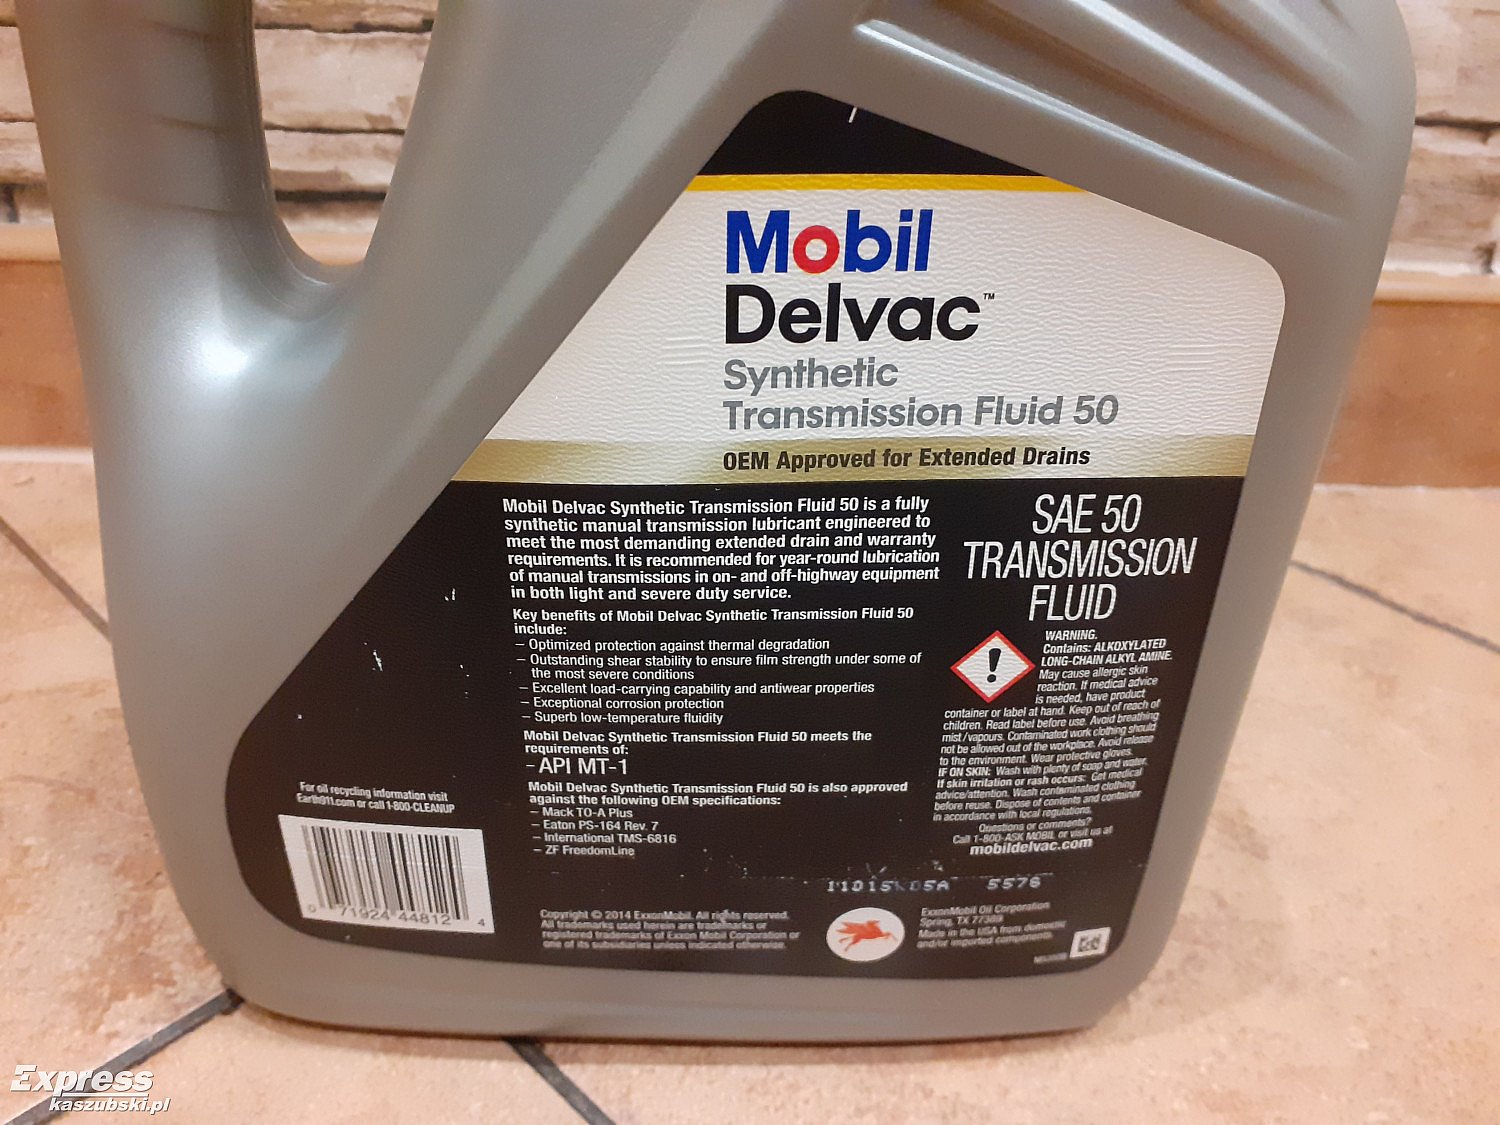 Mobil
Delvac™
Synthetic
Transmission Fluid 50
OEM Approved for Extended Drains
Mobil Delvac Synthetic Transmission Fluid 50 is a fully
synthetic manual transmission lubricant engineered to
meet the most demanding extended drain and warranty
requirements. It is recommended for year-round lubrication
of manual transmissions in on- and off-highway equipment
in both light and severe duty service.
Key benefits of Mobil Delvac Synthetic Transmission Fluid 50
include:
– Optimized protection against thermal degradation
– Outstanding shear stability to ensure film strength under some of
the most severe conditions
– Excellent load-carrying capability and antiwear properties
– Exceptional corrosion protection
– Superb low-temperature fluidity
Mobil Delvac Synthetic Transmission Fluid 50 meets the
requirements of:
– API MT-1
Mobil Delvac Synthetic Transmission Fluid 50 is also approved
against the following OEM specifications:
– Mack TO-A Plus
– Eaton PS-164 Rev. 7
– International TMS-6816
– ZF FreedomLine
SAE 50
TRANSMISSION
FLUID
WARNING.
Contains: ALKOXYLATED
LONG-CHAIN ALKYL AMINE.
May cause allergic skin
reaction. If medical advice
is needed, have product
container or label at hand. Keep out of reach of
children. Read label before use. Avoid breathing
mist/vapours. Contaminated work clothing should
not be allowed out of the workplace. Avoid release
to the environment. Wear protective gloves.
IF ON SKIN: Wash with plenty of soap and water.
If skin irritation or rash occurs: Get medical
advice/attention. Wash contaminated clothing
before reuse. Dispose of contents and container
in accordance with local regulations.
Questions or comments?
Call 1-800-ASK MOBIL or visit us at
mobildelvac.com
For oil recycling information visit
Earth911.com or call 1-800-CLEANUP
0 71924 44812 4
5576
Copyright © 2014 ExxonMobil. All rights reserved.
All trademarks used herein are trademarks or
registered trademarks of Exxon Mobil Corporation or
one of its subsidiaries unless indicated otherwise.
ExxonMobil Oil Corporation
Spring, TX 77389
Made in the USA from domestic
and/or imported components.
Express
kaszubski.pl